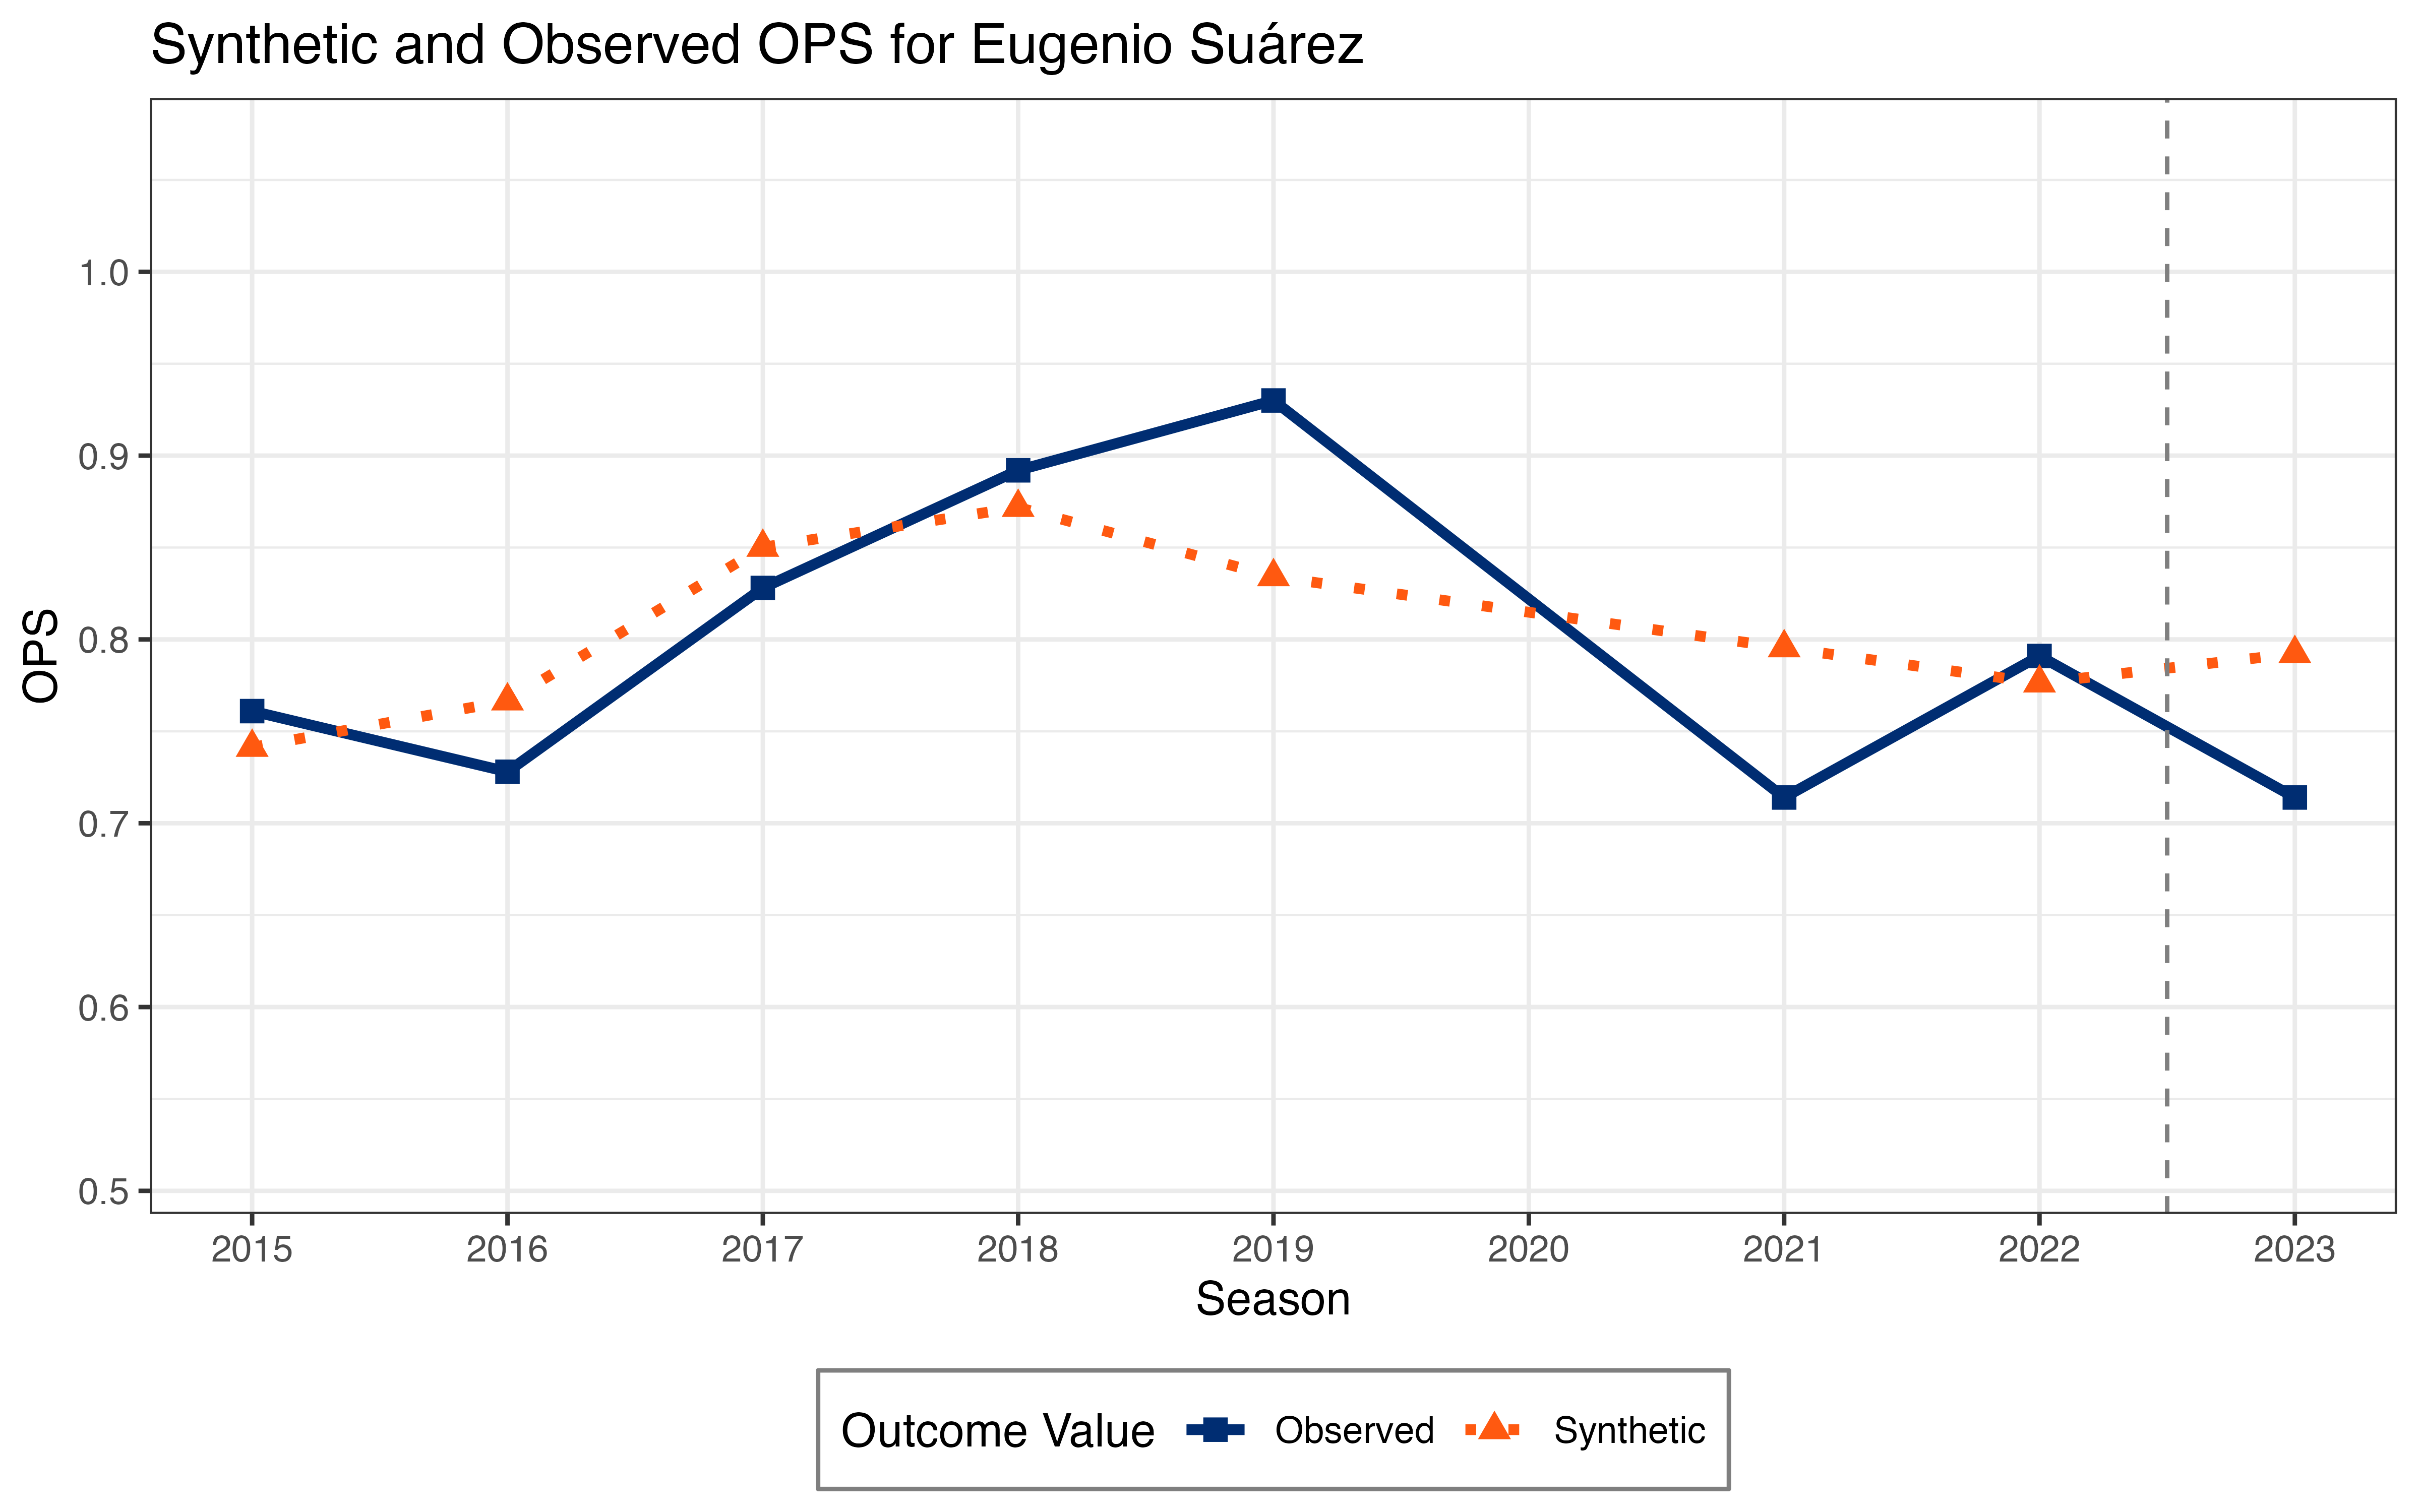 Synthetic and Observed OPS for Eugenio Suárez
OPS
1.0
0.9
0.8
0.7
0.6
0.5
2015 2016 2017 2018 2019 2020 2021 2022 2023
Season
Outcome Value Observed Synthetic